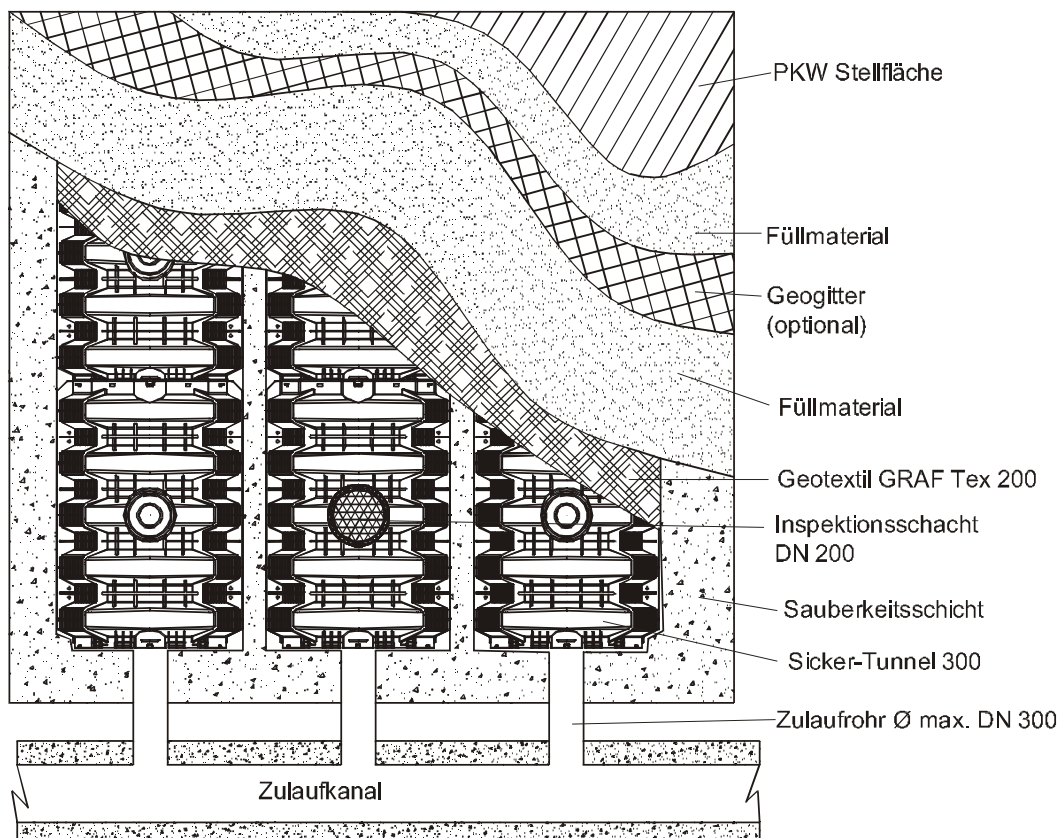 PKW Stellfläche
Füllmaterial
Geogitter
(optional)
Füllmaterial
Geotextil GRAF Tex 200
Inspektionsschacht
DN 200
Sauberkeitsschicht
Sicker-Tunnel 300
Zulaufrohr Ø max. DN 300
Zulaufkanal